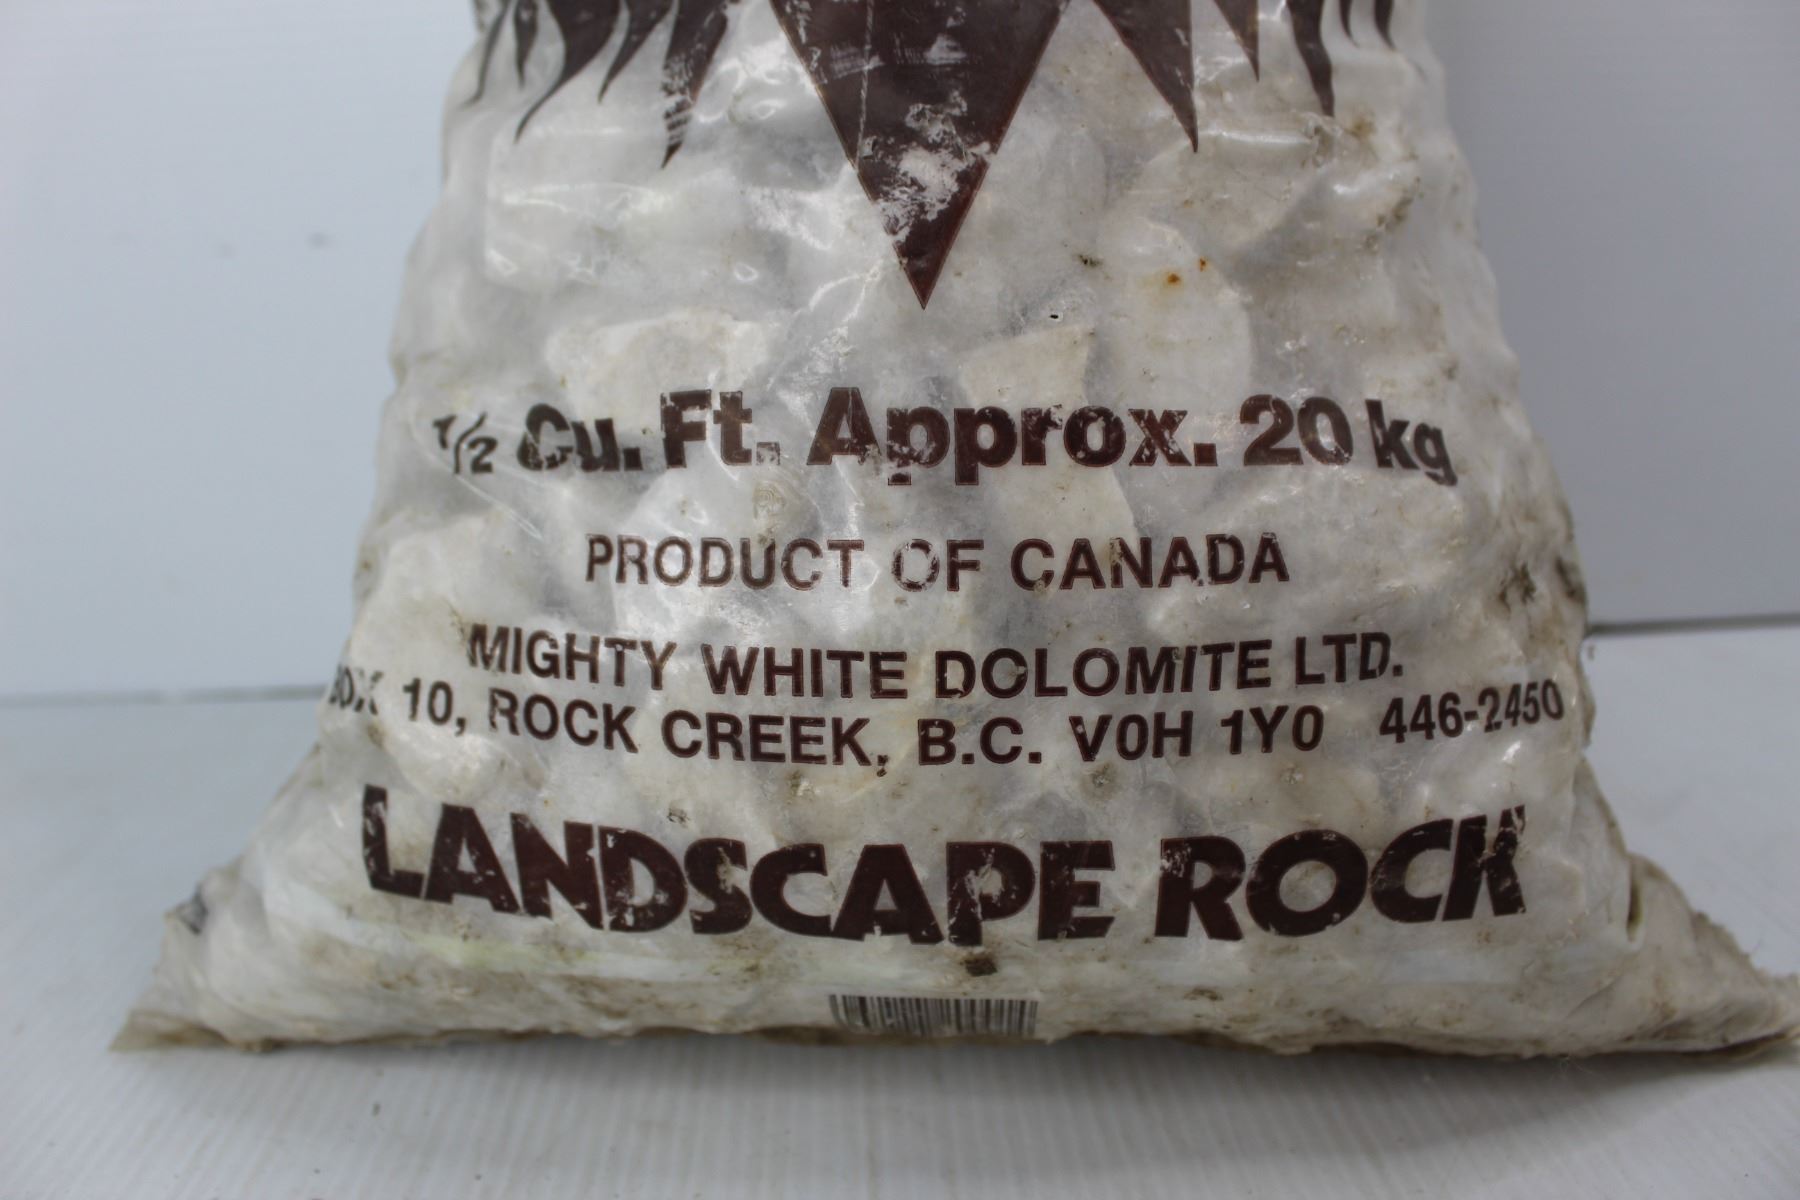 1/2 Cu. Ft. Approx. 20 kg
PRODUCT OF CANADA
MIGHTY WHITE DOLOMITE LTD.
BOX 10, ROCK CREEK, B.C. V0H 1Y0 446-2450
LANDSCAPE ROCK